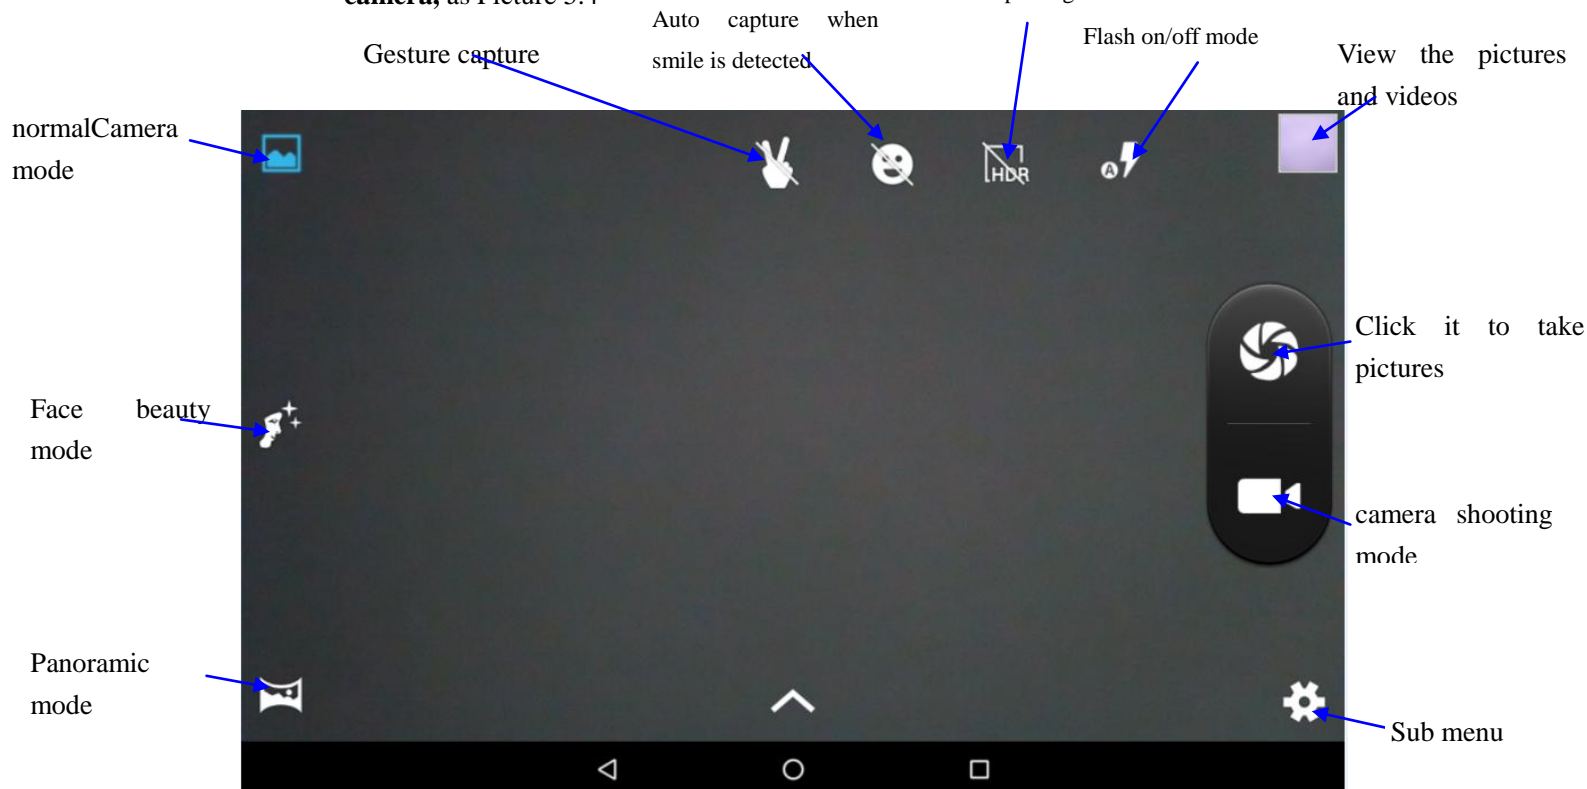 camera, as Picture 3.4
Auto capture when
smile is detected
Gesture capture
Flash on/off mode
View the pictures
and videos
normalCamera
mode
HDR
A
Click it to take
pictures
Face beauty
mode
camera shooting
mode
Panoramic
mode
Sub menu